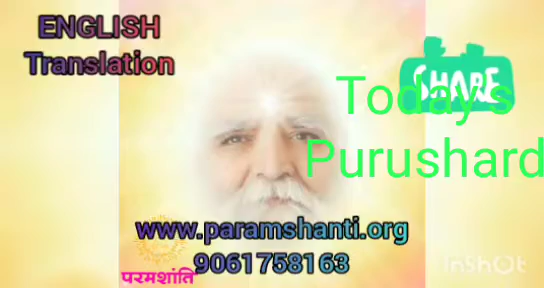 ENGLISH
Translation
SHARE
Today's
Purushard
www.paramshanti.org
9061758163
परमशांति
InShOt